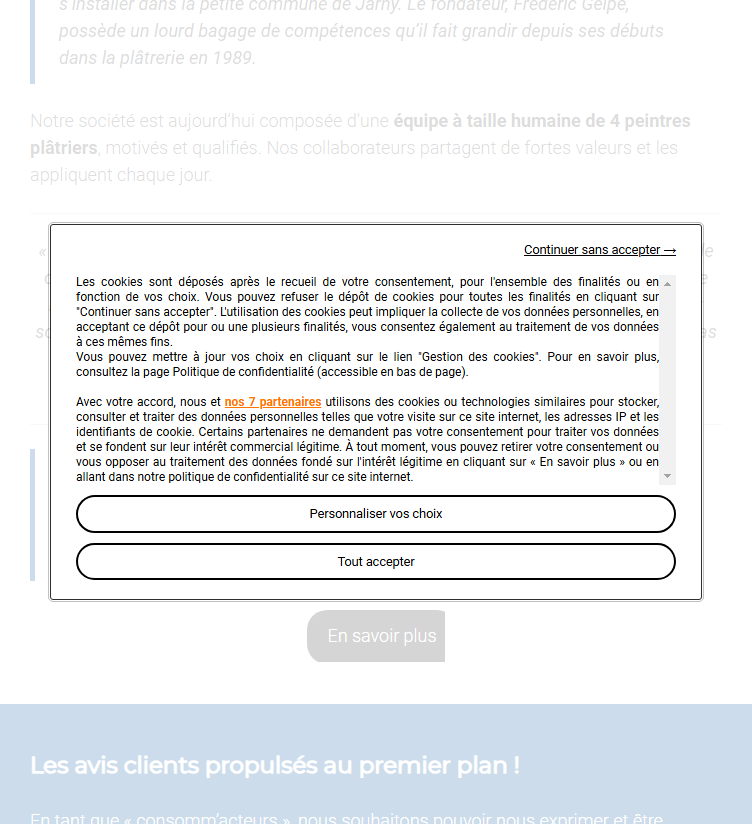 s'installer dans la petite commune de Jarny. Le fondateur, Frédéric Gelpe,
possède un lourd bagage de compétences qu'il fait grandir depuis ses débuts
dans la plâtrerie en 1989.
Notre société est aujourd'hui composée d'une équipe à taille humaine de 4 peintres
plâtriers, motivés et qualifiés. Nos collaborateurs partagent de fortes valeurs et les
appliquent chaque jour.
Continuer sans accepter →
Les cookies sont déposés après le recueil de votre consentement, pour l'ensemble des finalités ou en
fonction de vos choix. Vous pouvez refuser le dépôt de cookies pour toutes les finalités en cliquant sur
"Continuer sans accepter". L'utilisation des cookies peut impliquer la collecte de vos données personnelles, en
acceptant ce dépôt pour ou une plusieurs finalités, vous consentez également au traitement de vos données
à ces mêmes fins.
Vous pouvez mettre à jour vos choix en cliquant sur le lien "Gestion des cookies". Pour en savoir plus,
consultez la page Politique de confidentialité (accessible en bas de page).
Avec votre accord, nous et nos 7 partenaires utilisons des cookies ou technologies similaires pour stocker,
consulter et traiter des données personnelles telles que votre visite sur ce site internet, les adresses IP et les
identifiants de cookie. Certains partenaires ne demandent pas votre consentement pour traiter vos données
et se fondent sur leur intérêt commercial légitime. À tout moment, vous pouvez retirer votre consentement ou
vous opposer au traitement des données fondé sur l'intérêt légitime en cliquant sur « En savoir plus » ou en
allant dans notre politique de confidentialité sur ce site internet.
Personnaliser vos choix
Tout accepter
En savoir plus
Les avis clients propulsés au premier plan !
En tant que « consomm'acteurs », nous souhaitons pouvoir nous exprimer et être